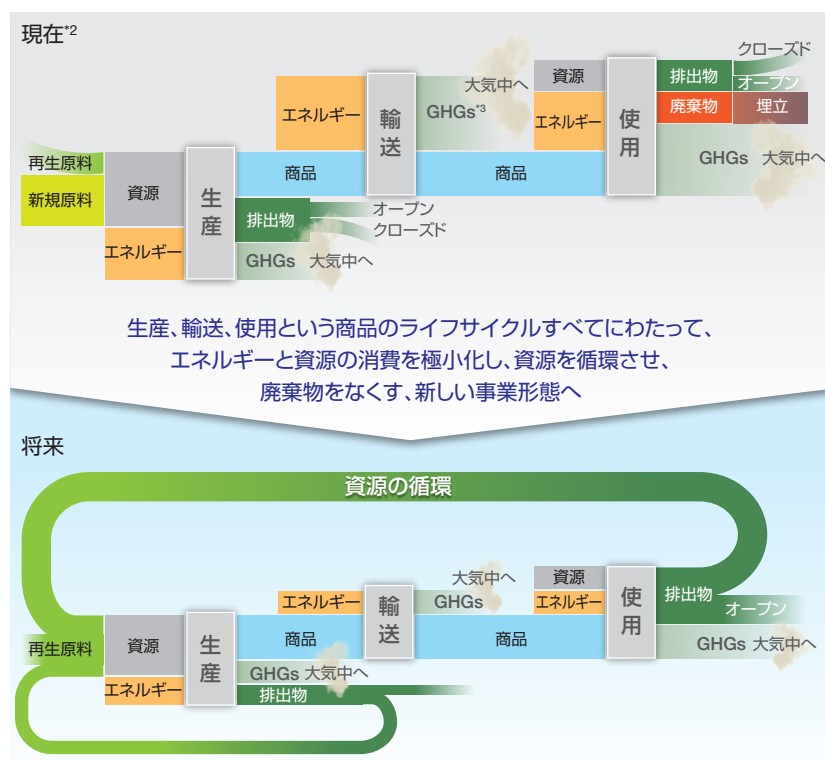 現在*2
クローズド
資源 排出物 オープン
大気中へ
エネルギー 輸送 GHGs*3 エネルギー 使用 廃棄物 埋立
再生原料 商品 商品 GHGs 大気中へ
新規原料 資源 生産 排出物 オープン
クローズド
エネルギー GHGs 大気中へ
生産、輸送、使用という商品のライフサイクルすべてにわたって、
エネルギーと資源の消費を極小化し、資源を循環させ、
廃棄物をなくす、新しい事業形態へ
将来
資源の循環
大気中へ 資源 排出物
エネルギー 輸送 GHGs エネルギー 使用 オープン
再生原料 資源 生産 商品 商品 GHGs 大気中へ
GHGs 大気中へ
エネルギー 排出物